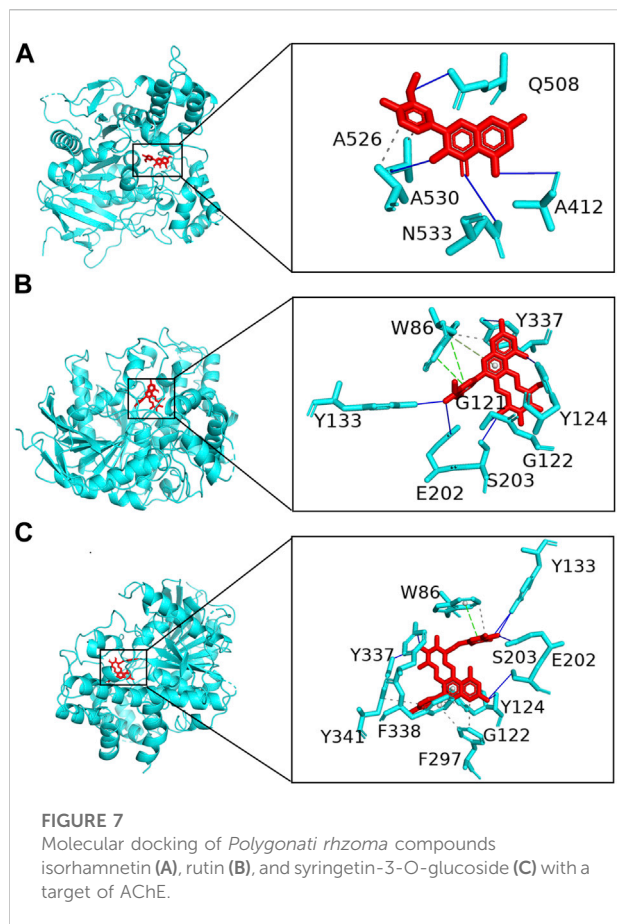 A
Q508
A526
A530
A412
N533
B
W86
Y337
G121
Y133
Y124
G122
S203
E202
C
Y133
W86
Y337
S203
E202
Y124
Y341
F338
G122
F297
FIGURE 7
Molecular docking of Polygonati rhzoma compounds
isorhamnetin (A), rutin (B), and syringetin-3-O-glucoside (C) with a
target of AChE.